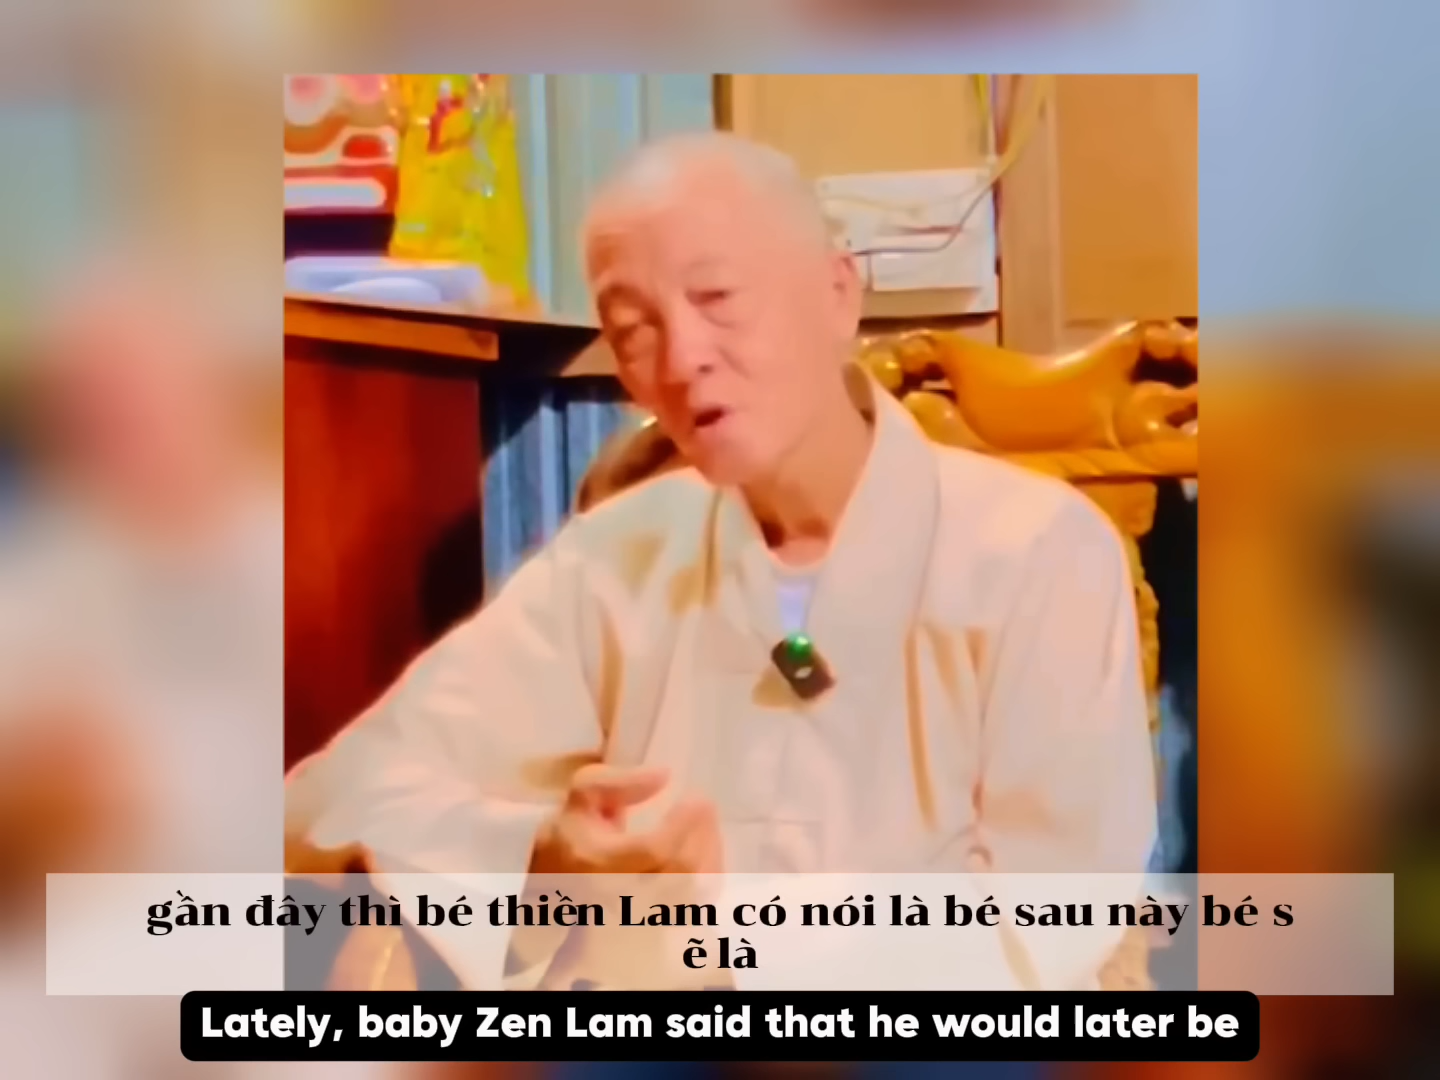 gần đây thì bé thiền Lam có nói là bé sau này bé s
ẽ là
Lately, baby Zen Lam said that he would later be